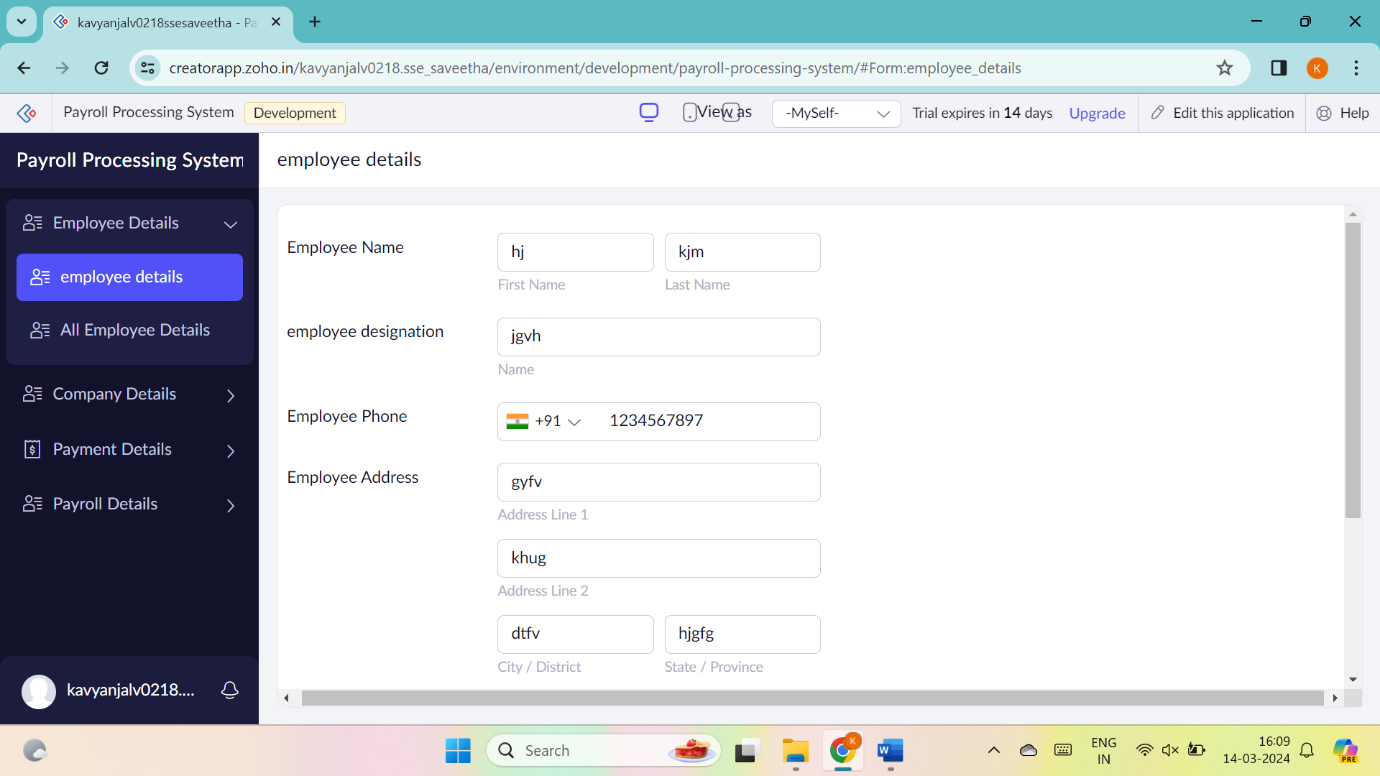 kavyanjalv0218ssesaveetha - Pa
creatorapp.zoho.in/kavyanjalv0218.sse_saveetha/environment/development/payroll-processing-system/#Form:employee_details
K
Payroll Processing System Development View as -MySelf- Trial expires in 14 days Upgrade Edit this application Help
Payroll Processing System
employee details
Employee Details
employee details
All Employee Details
Company Details
Payment Details
Payroll Details
kavyanjalv0218....
Employee Name hj kjm
First Name Last Name
employee designation jgvh
Name
Employee Phone +91 1234567897
Employee Address gyfv
Address Line 1
khug
Address Line 2
dtfv hjgfg
City / District State / Province
Search K W ENG 16:09
IN 14-03-2024 PRE